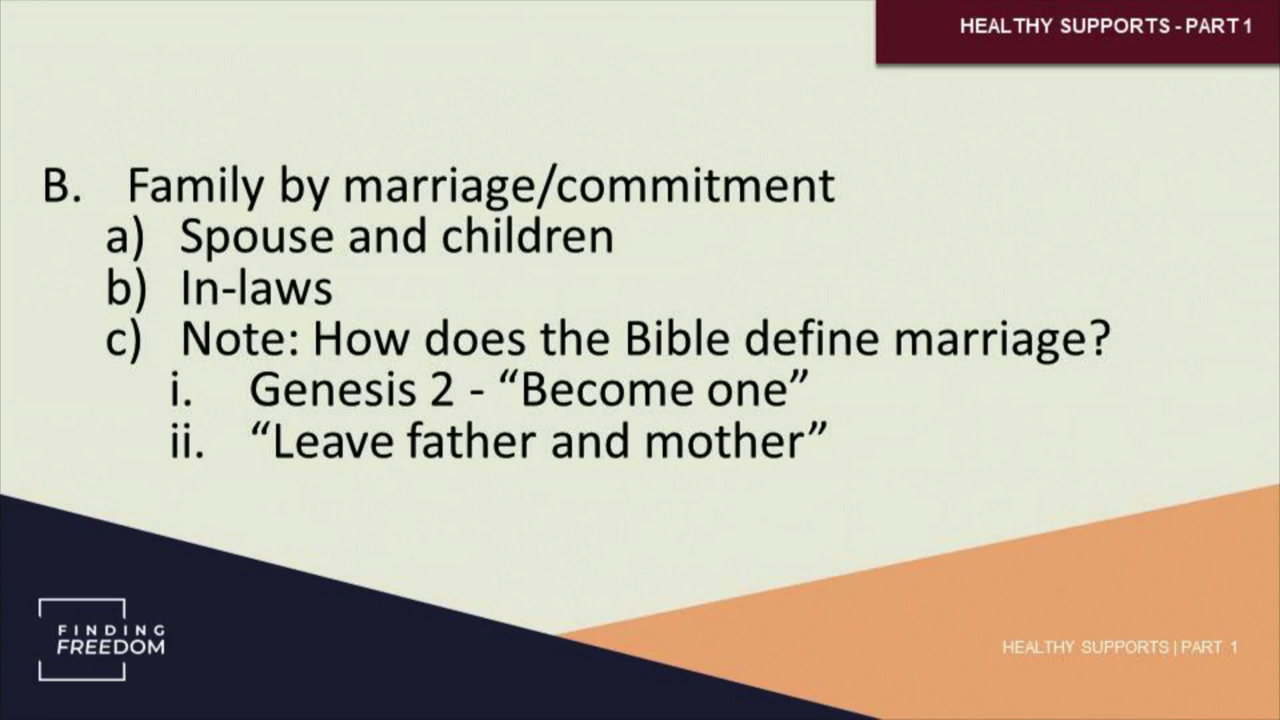 HEALTHY SUPPORTS - PART 1
B. Family by marriage/commitment
a) Spouse and children
b) In-laws
c) Note: How does the Bible define marriage?
i. Genesis 2 - “Become one”
ii. “Leave father and mother”
FINDING
FREEDOM
HEALTHY SUPPORTS | PART 1